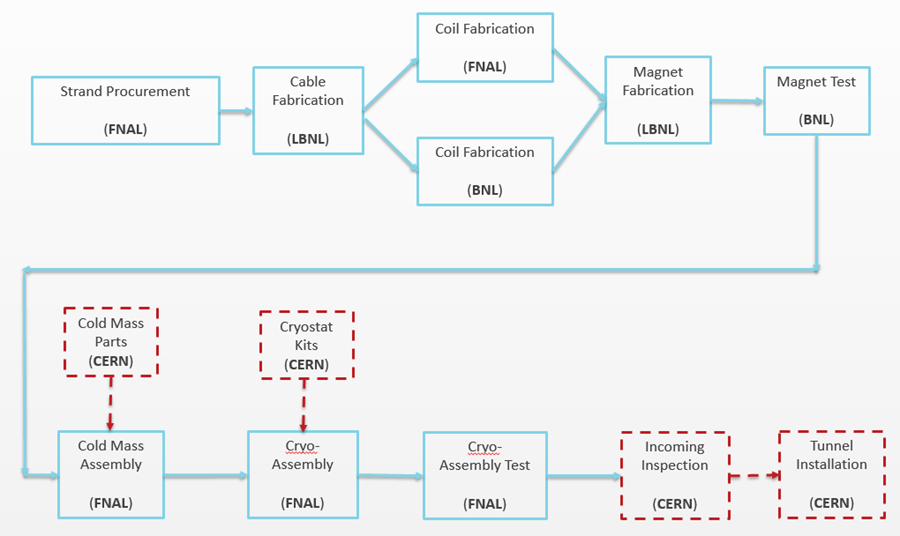 Strand Procurement
(FNAL)
Cable
Fabrication
(LBNL)
Coil Fabrication
(FNAL)
Coil Fabrication
(BNL)
Magnet
Fabrication
(LBNL)
Magnet Test
(BNL)
Cold Mass
Parts
(CERN)
Cryostat
Kits
(CERN)
Cold Mass
Assembly
(FNAL)
Cryo-
Assembly
(FNAL)
Cryo-
Assembly Test
(FNAL)
Incoming
Inspection
(CERN)
Tunnel
Installation
(CERN)